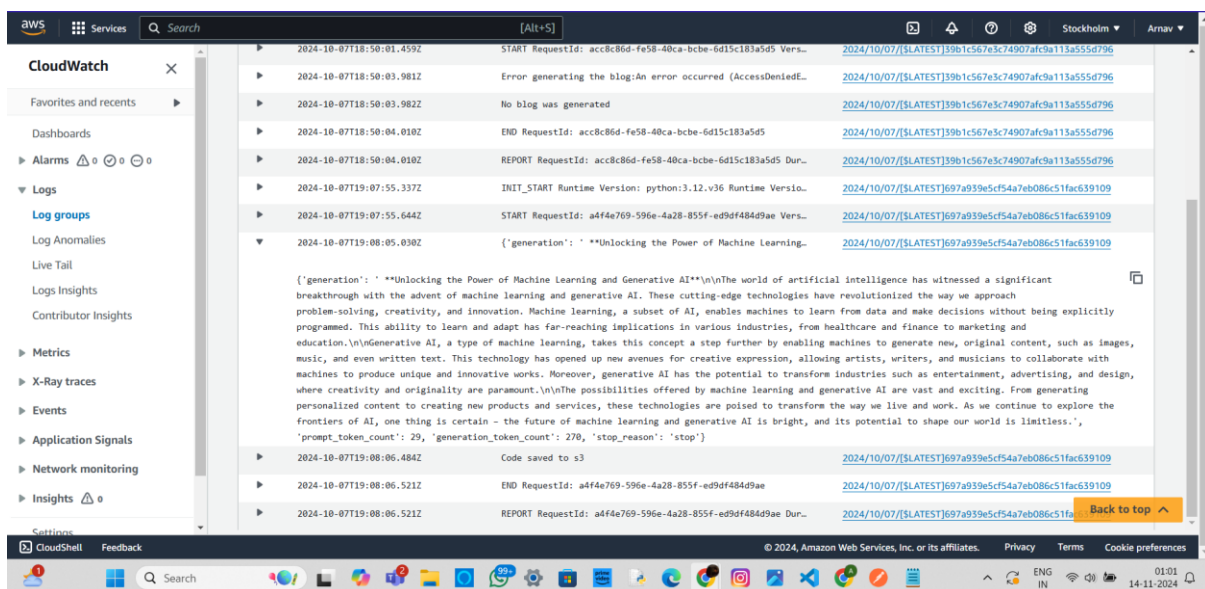 aws
Services
Search
[Alt+S]
Stockholm
Arnav
CloudWatch
Favorites and recents
Dashboards
Alarms 0 0 0
Logs
Log groups
Log Anomalies
Live Tail
Logs Insights
Contributor Insights
Metrics
X-Ray traces
Events
Application Signals
Network monitoring
Insights 0
Settings
2024-10-07T18:50:01.459Z START RequestId: acc8c86d-fe58-40ca-bcbe-6d15c183a5d5 Vers… 2024/10/07/[$LATEST]39b1c567e3c74907afc9a113a555d796
2024-10-07T18:50:03.981Z Error generating the blog:An error occurred (AccessDeniedE… 2024/10/07/[$LATEST]39b1c567e3c74907afc9a113a555d796
2024-10-07T18:50:03.982Z No blog was generated 2024/10/07/[$LATEST]39b1c567e3c74907afc9a113a555d796
2024-10-07T18:50:04.010Z END RequestId: acc8c86d-fe58-40ca-bcbe-6d15c183a5d5 2024/10/07/[$LATEST]39b1c567e3c74907afc9a113a555d796
2024-10-07T18:50:04.010Z REPORT RequestId: acc8c86d-fe58-40ca-bcbe-6d15c183a5d5 Dur… 2024/10/07/[$LATEST]39b1c567e3c74907afc9a113a555d796
2024-10-07T19:07:55.337Z INIT_START Runtime Version: python:3.12.v36 Runtime Versio… 2024/10/07/[$LATEST]697a939e5cf54a7eb086c51fac639109
2024-10-07T19:07:55.644Z START RequestId: a4f4e769-596e-4a28-855f-ed9df484d9ae Vers… 2024/10/07/[$LATEST]697a939e5cf54a7eb086c51fac639109
2024-10-07T19:08:05.030Z {'generation': ' **Unlocking the Power of Machine Learning… 2024/10/07/[$LATEST]697a939e5cf54a7eb086c51fac639109
{'generation': ' **Unlocking the Power of Machine Learning and Generative AI**\n\nThe world of artificial intelligence has witnessed a significant
breakthrough with the advent of machine learning and generative AI. These cutting-edge technologies have revolutionized the way we approach
problem-solving, creativity, and innovation. Machine learning, a subset of AI, enables machines to learn from data and make decisions without being explicitly
programmed. This ability to learn and adapt has far-reaching implications in various industries, from healthcare and finance to marketing and
education.\n\nGenerative AI, a type of machine learning, takes this concept a step further by enabling machines to generate new, original content, such as images,
music, and even written text. This technology has opened up new avenues for creative expression, allowing artists, writers, and musicians to collaborate with
machines to produce unique and innovative works. Moreover, generative AI has the potential to transform industries such as entertainment, advertising, and design,
where creativity and originality are paramount.\n\nThe possibilities offered by machine learning and generative AI are vast and exciting. From generating
personalized content to creating new products and services, these technologies are poised to transform the way we live and work. As we continue to explore the
frontiers of AI, one thing is certain – the future of machine learning and generative AI is bright, and its potential to shape our world is limitless.',
'prompt_token_count': 29, 'generation_token_count': 270, 'stop_reason': 'stop'}
2024-10-07T19:08:06.484Z Code saved to s3 2024/10/07/[$LATEST]697a939e5cf54a7eb086c51fac639109
2024-10-07T19:08:06.521Z END RequestId: a4f4e769-596e-4a28-855f-ed9df484d9ae 2024/10/07/[$LATEST]697a939e5cf54a7eb086c51fac639109
2024-10-07T19:08:06.521Z REPORT RequestId: a4f4e769-596e-4a28-855f-ed9df484d9ae Dur… 2024/10/07/[$LATEST]697a939e5cf54a7eb086c51fa
Back to top
CloudShell Feedback
© 2024, Amazon Web Services, Inc. or its affiliates. Privacy Terms Cookie preferences
1
Search
99+
ENG
IN
01:01
14-11-2024